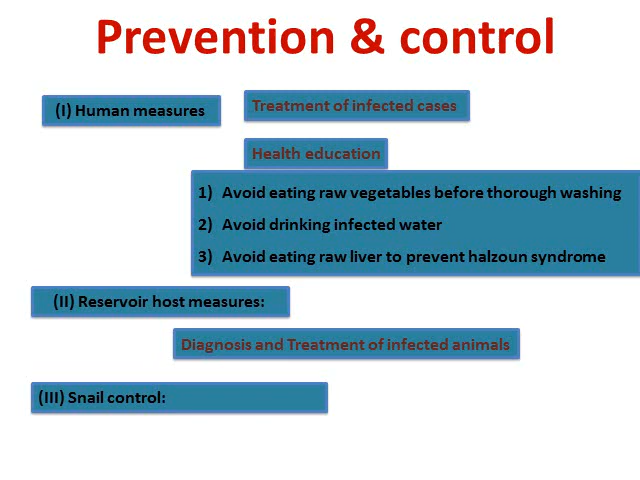 Prevention & control
(I) Human measures
Treatment of infected cases
Health education
1) Avoid eating raw vegetables before thorough washing
2) Avoid drinking infected water
3) Avoid eating raw liver to prevent halzoun syndrome
(II) Reservoir host measures:
Diagnosis and Treatment of infected animals
(III) Snail control: